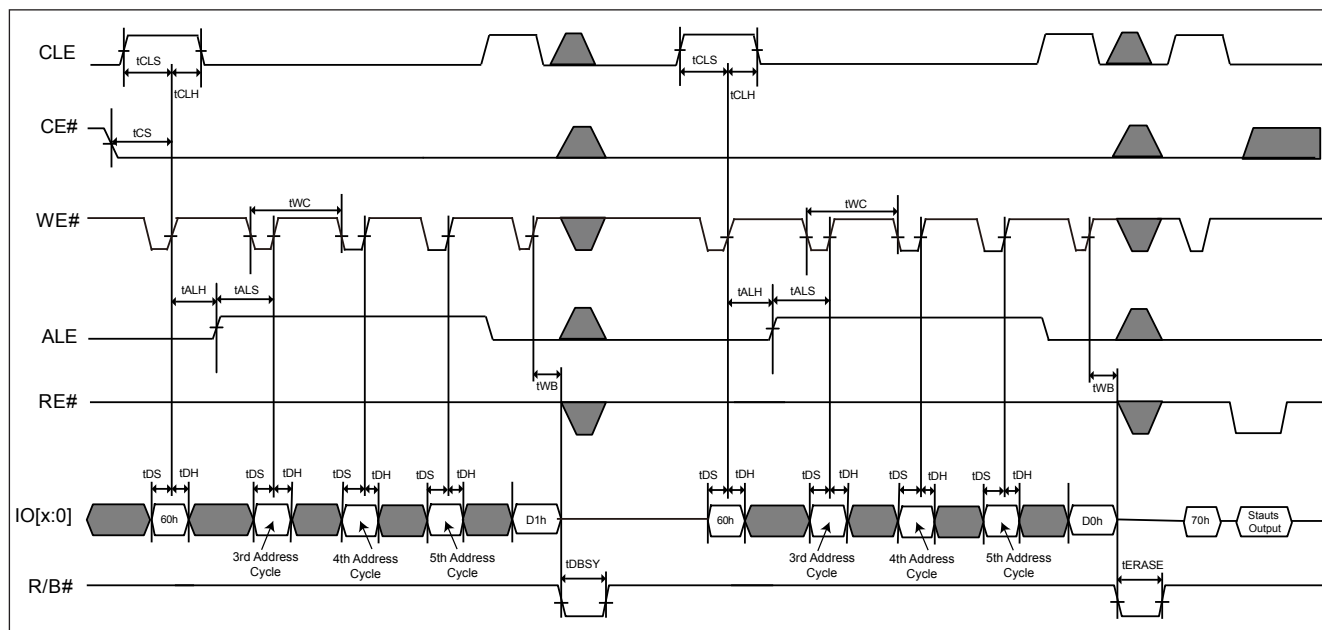 CLE
tCLS
tCLH
tCLS
tCLH
CE#
tCS
WE#
tWC
tWC
tALH
tALS
tALH
tALS
ALE
tWB
tWB
RE#
tDS
tDH
tDS
tDH
tDS
tDH
tDS
tDH
tDS
tDH
tDS
tDH
tDS
tDH
tDS
tDH
IO[x:0]
60h
D1h
60h
D0h
70h
Stauts
Output
3rd Address
Cycle
4th Address
Cycle
5th Address
Cycle
3rd Address
Cycle
4th Address
Cycle
5th Address
Cycle
tDBSY
tERASE
R/B#